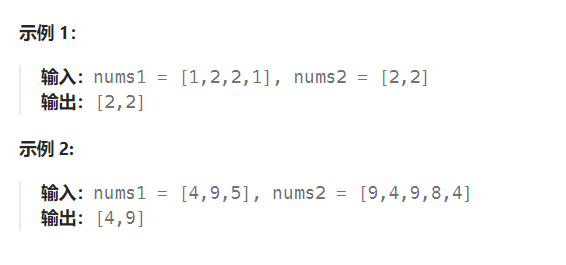 示例 1:
输入: nums1 = [1,2,2,1], nums2 = [2,2]
输出: [2,2]
示例 2:
输入: nums1 = [4,9,5], nums2 = [9,4,9,8,4]
输出: [4,9]